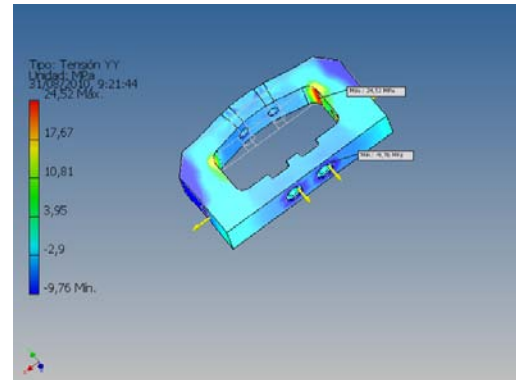 Tipo: Tensión YY
Unidad: MPa
31/08/2010, 9:21:44
24,52 Máx.
17,67
10,81
3,95
-2,9
-9,76 Mín.
Máx.: 24,52 MPa
Mín.: -9,76 MPa